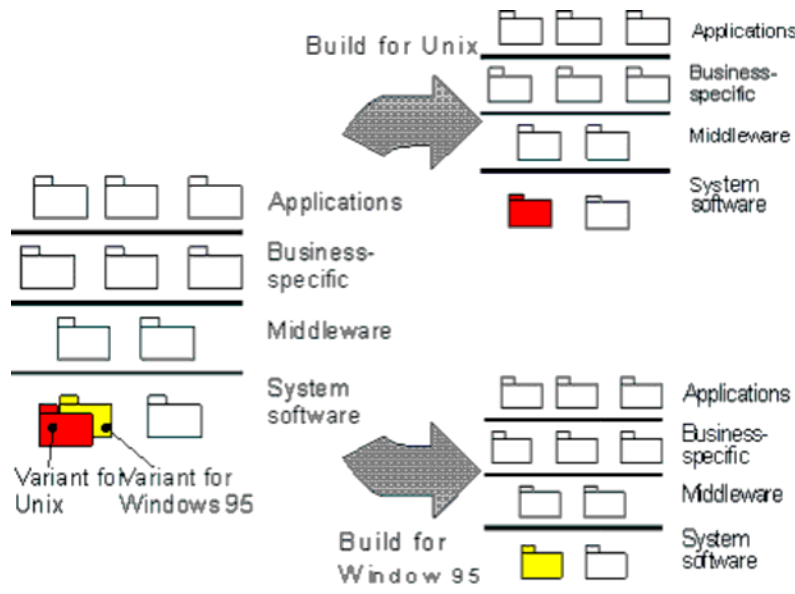 Build for Unix
Applications
Business-
specific
Middleware
System
software
Applications
Business-
specific
Middleware
System
software
Variant for
Unix
Variant for
Windows 95
Build for
Window 95
Applications
Business-
specific
Middleware
System
software